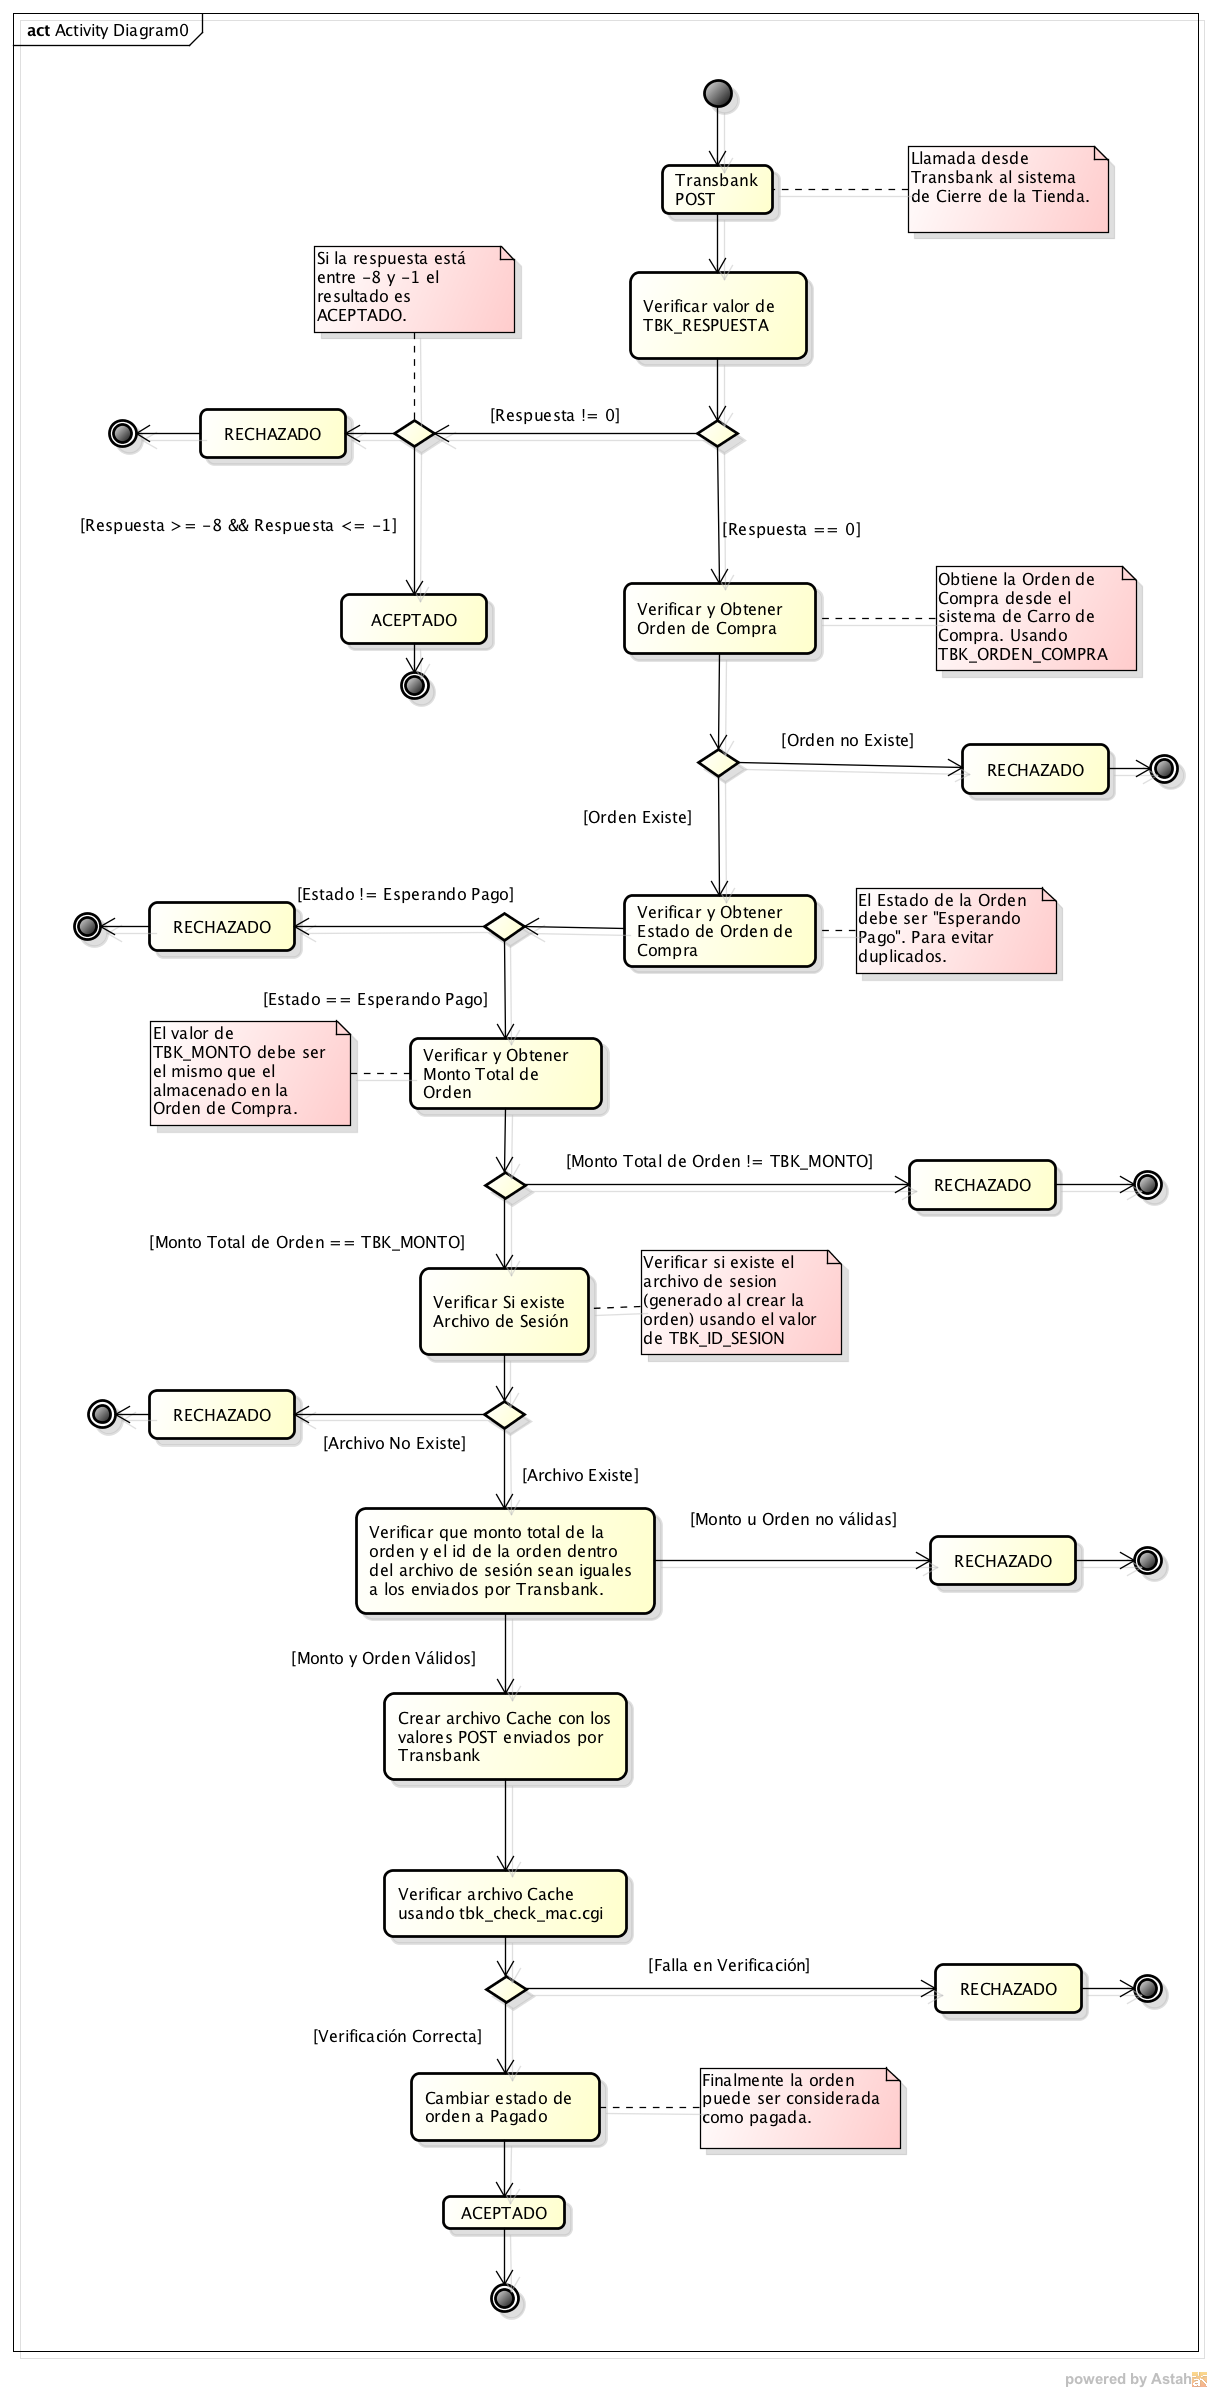 act Activity Diagram0
Transbank
POST
Llamada desde
Transbank al sistema
de Cierre de la Tienda.
Si la respuesta está
entre -8 y -1 el
resultado es
ACEPTADO.
Verificar valor de
TBK_RESPUESTA
RECHAZADO
[Respuesta != 0]
[Respuesta >= -8 && Respuesta <= -1]
[Respuesta == 0]
ACEPTADO
Verificar y Obtener
Orden de Compra
Obtiene la Orden de
Compra desde el
sistema de Carro de
Compra. Usando
TBK_ORDEN_COMPRA
[Orden no Existe]
RECHAZADO
[Orden Existe]
[Estado != Esperando Pago]
RECHAZADO
Verificar y Obtener
Estado de Orden de
Compra
El Estado de la Orden
debe ser "Esperando
Pago". Para evitar
duplicados.
[Estado == Esperando Pago]
El valor de
TBK_MONTO debe ser
el mismo que el
almacenado en la
Orden de Compra.
Verificar y Obtener
Monto Total de
Orden
[Monto Total de Orden != TBK_MONTO]
RECHAZADO
[Monto Total de Orden == TBK_MONTO]
Verificar Si existe
Archivo de Sesión
Verificar si existe el
archivo de sesion
(generado al crear la
orden) usando el valor
de TBK_ID_SESION
RECHAZADO
[Archivo No Existe]
[Archivo Existe]
Verificar que monto total de la
orden y el id de la orden dentro
del archivo de sesión sean iguales
a los enviados por Transbank.
[Monto u Orden no válidas]
RECHAZADO
[Monto y Orden Válidos]
Crear archivo Cache con los
valores POST enviados por
Transbank
Verificar archivo Cache
usando tbk_check_mac.cgi
[Falla en Verificación]
RECHAZADO
[Verificación Correcta]
Cambiar estado de
orden a Pagado
Finalmente la orden
puede ser considerada
como pagada.
ACEPTADO
powered by Astah